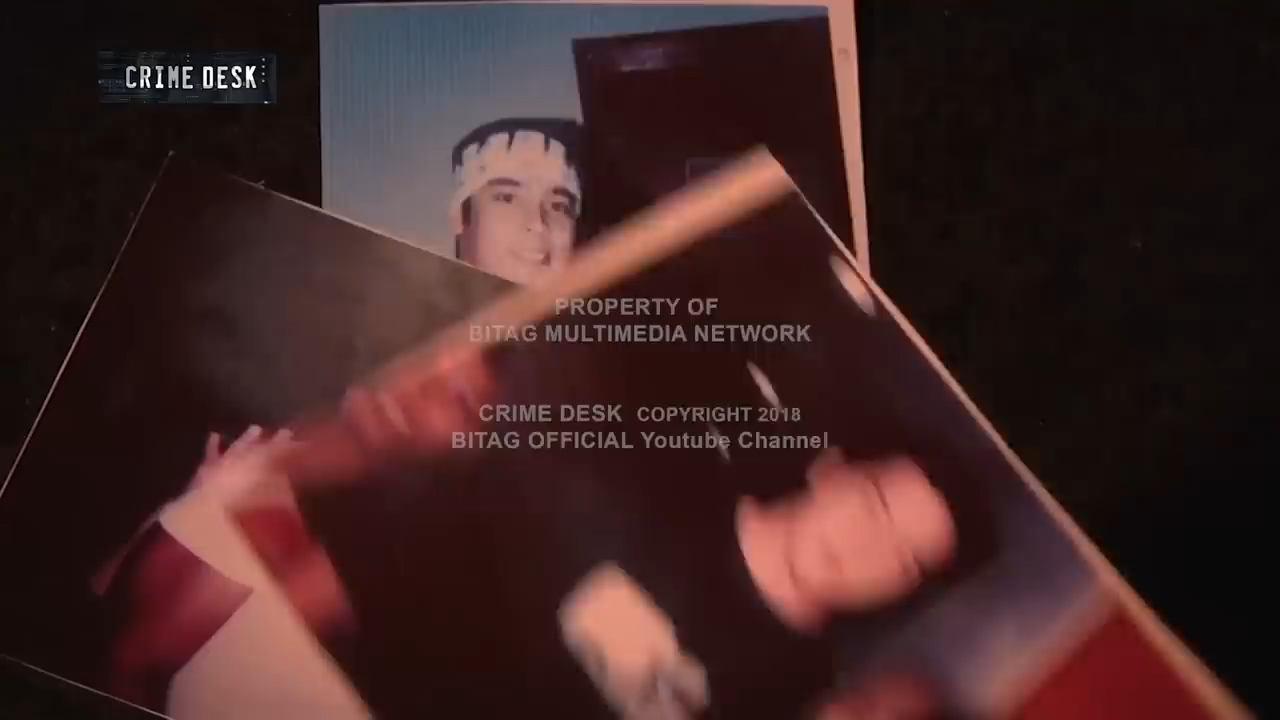 CRIME DESK
PROPERTY OF
BITAG MULTIMEDIA NETWORK
CRIME DESK COPYRIGHT 2018
BITAG OFFICIAL Youtube Channel